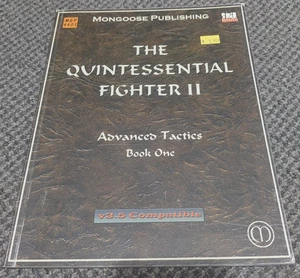 MONGOOSE PUBLISHING
THE
QUINTESSENTIAL
FIGHTER II
Advanced Tactics
Book One
v3.5 Compatible